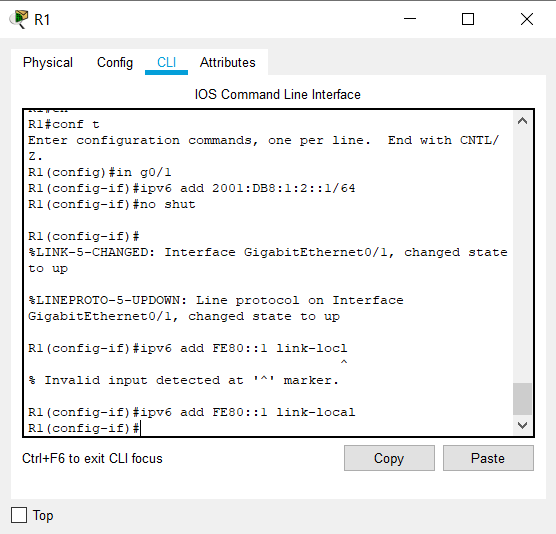 R1
Physical Config CLI Attributes
IOS Command Line Interface
R1#conf t
Enter configuration commands, one per line.  End with CNTL/
Z.
R1(config)#in g0/1
R1(config-if)#ipv6 add 2001:DB8:1:2::1/64
R1(config-if)#no shut
R1(config-if)#
%LINK-5-CHANGED: Interface GigabitEthernet0/1, changed state
to up
%LINEPROTO-5-UPDOWN: Line protocol on Interface
GigabitEthernet0/1, changed state to up
R1(config-if)#ipv6 add FE80::1 link-locl
^
% Invalid input detected at '^' marker.
R1(config-if)#ipv6 add FE80::1 link-local
R1(config-if)#
Ctrl+F6 to exit CLI focus
Copy Paste
Top